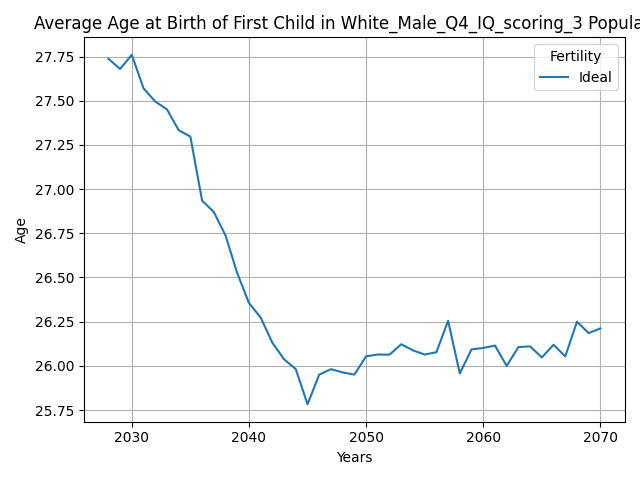 Average Age at Birth of First Child in White_Male_Q4_IQ_scoring_3 Popula
Fertility
Ideal
27.75
27.50
27.25
27.00
26.75
26.50
26.25
26.00
25.75
Age
2030 2040 2050 2060 2070
Years